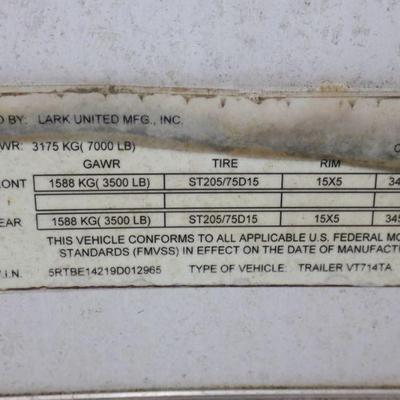 D BY: LARK UNITED MFG., INC.
WR: 3175 KG( 7000 LB)
GAWR TIRE RIM
ONT 1588 KG( 3500 LB) ST205/75D15 15X5 34
EAR 1588 KG( 3500 LB) ST205/75D15 15X5 345
THIS VEHICLE CONFORMS TO ALL APPLICABLE U.S. FEDERAL MO
STANDARDS (FMVSS) IN EFFECT ON THE DATE OF MANUFACT
V.I.N. 5RTBE14219D012965 TYPE OF VEHICLE: TRAILER VT714TA